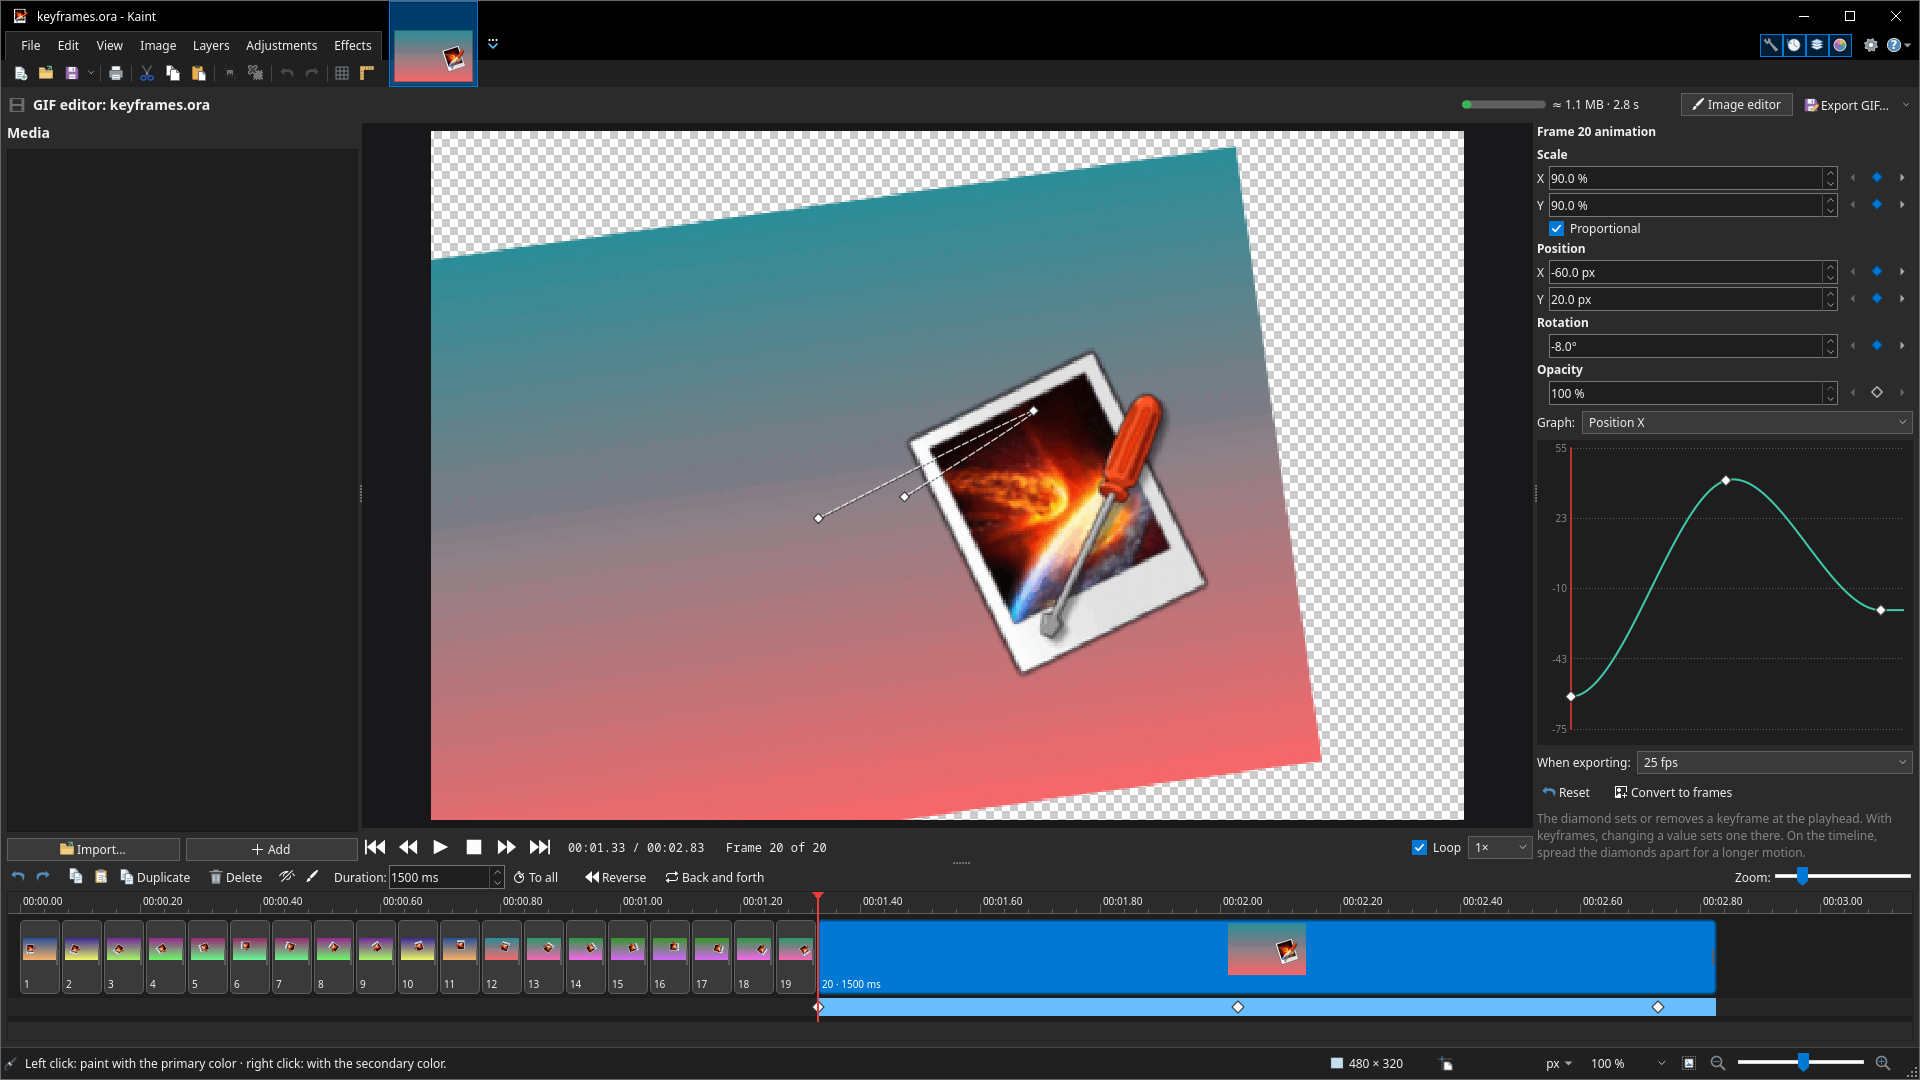 keyframes.ora - Kaint
File Edit View Image Layers Adjustments Effects
GIF editor: keyframes.ora
≈ 1.1 MB · 2.8 s
Image editor
Export GIF...
Media
Frame 20 animation
Scale
X 90.0 %
Y 90.0 %
Proportional
Position
X -60.0 px
Y 20.0 px
Rotation
-8.0°
Opacity
100 %
Graph: Position X
55
23
-10
-43
-75
When exporting: 25 fps
Reset Convert to frames
The diamond sets or removes a keyframe at the playhead. With
keyframes, changing a value sets one there. On the timeline,
spread the diamonds apart for a longer motion.
Import... Add
00:01.33 / 00:02.83 Frame 20 of 20
Loop 1×
Duplicate Delete Duration: 1500 ms To all Reverse Back and forth
Zoom:
00:00.00 00:00.20 00:00.40 00:00.60 00:00.80 00:01.00 00:01.20 00:01.40 00:01.60 00:01.80 00:02.00 00:02.20 00:02.40 00:02.60 00:02.80 00:03.00
1 2 3 4 5 6 7 8 9 10 11 12 13 14 15 16 17 18 19 20 · 1500 ms
Left click: paint with the primary color · right click: with the secondary color.
480 × 320
px
100 %